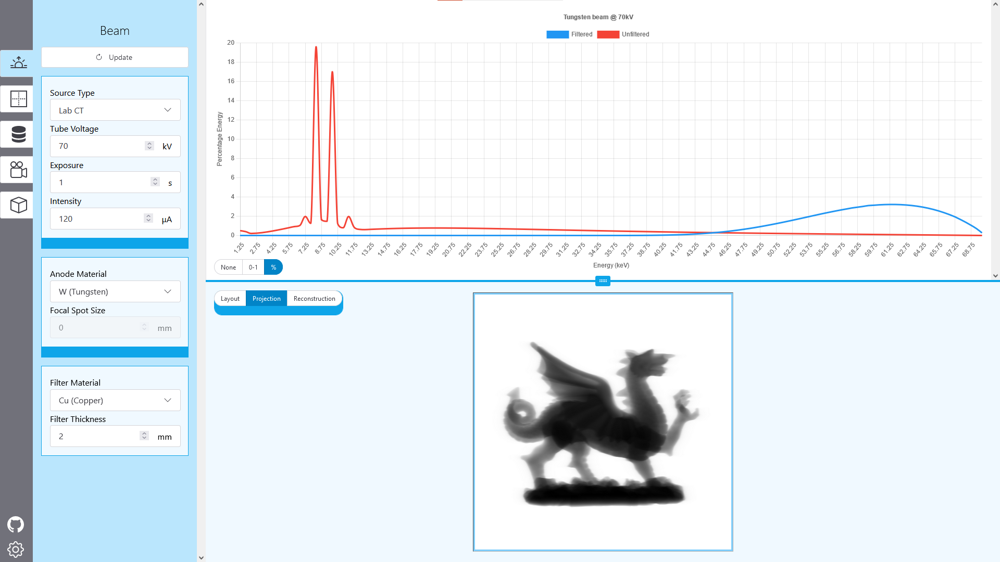 Beam
Update
Source Type
Lab CT
Tube Voltage
70 kV
Exposure
1 s
Intensity
120 µA
Anode Material
W (Tungsten)
Focal Spot Size
0 mm
Filter Material
Cu (Copper)
Filter Thickness
2 mm
Tungsten beam @ 70kV
Filtered Unfiltered
Percentage Energy
20
18
16
14
12
10
8
6
4
2
0
1.25 2.75 4.25 5.75 7.25 8.75 10.25 11.75 13.25 14.75 16.25 17.75 19.25 20.75 22.25 23.75 25.25 26.75 28.25 29.75 31.25 32.75 34.25 35.75 37.25 38.75 40.25 41.75 43.25 44.75 46.25 47.75 49.25 50.75 52.25 53.75 55.25 56.75 58.25 59.75 61.25 62.75 64.25 65.75 67.25 68.75
Energy (keV)
None 0-1 %
Layout Projection Reconstruction